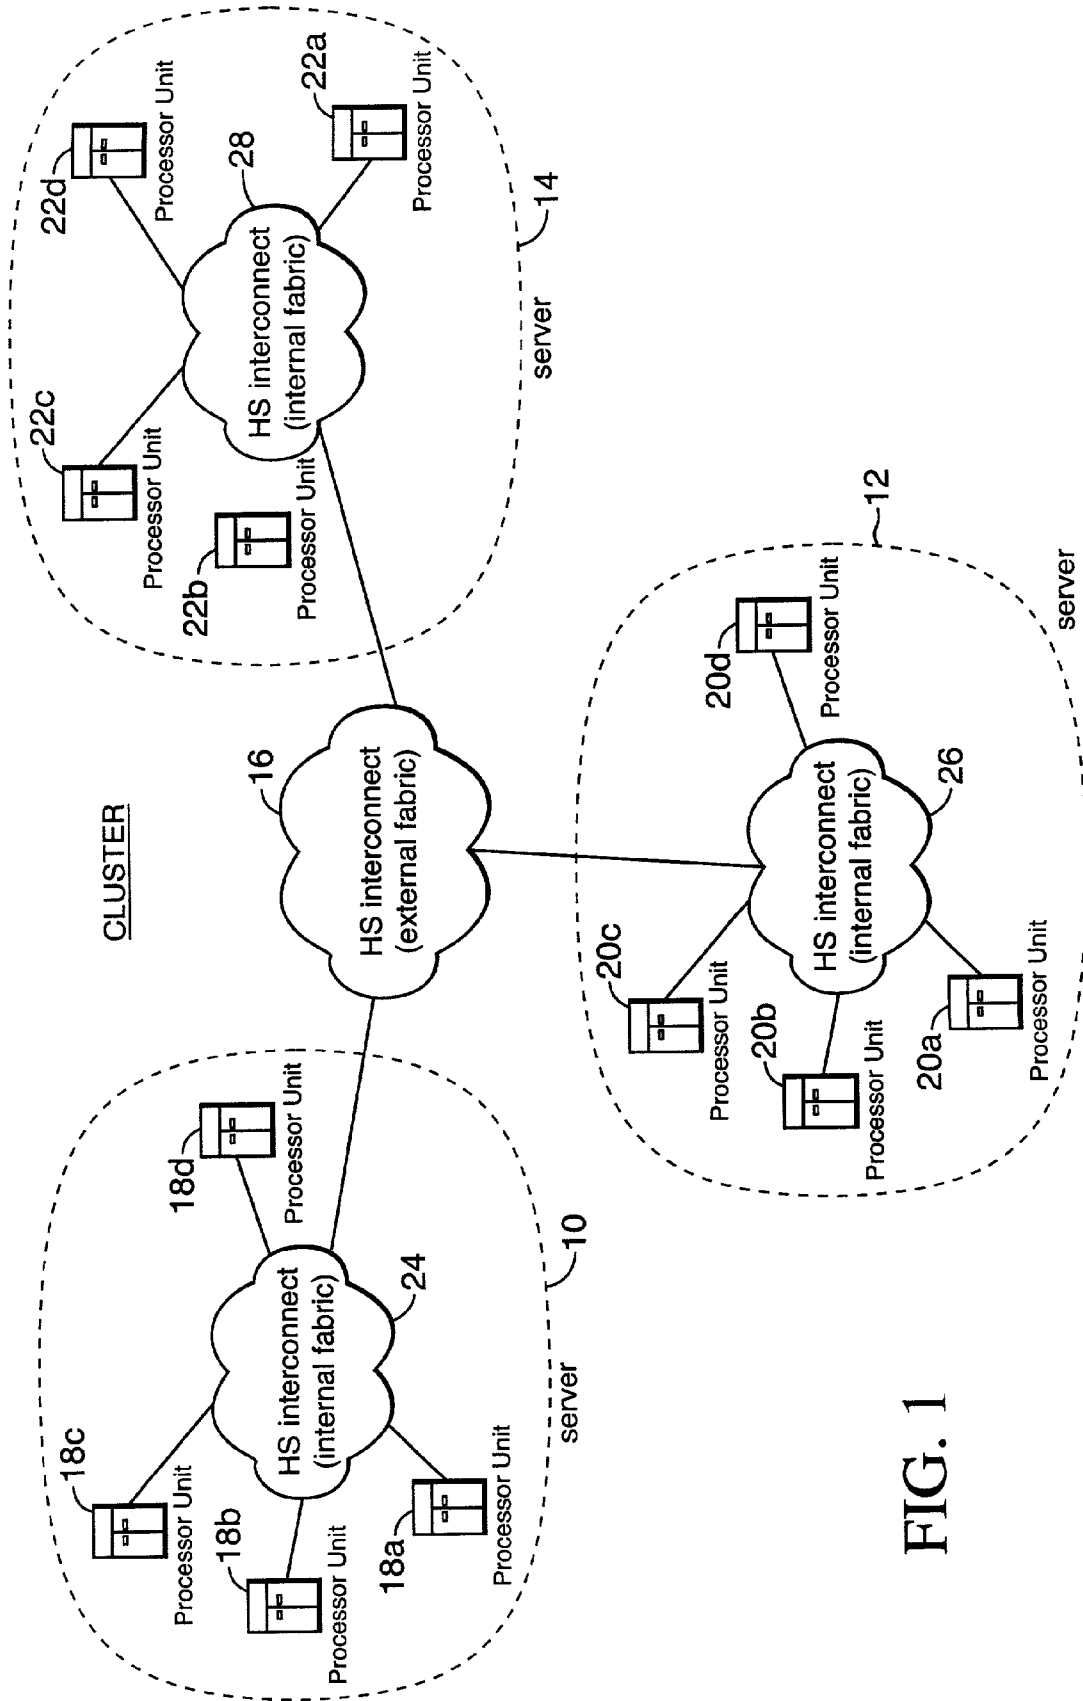 CLUSTER
18c
Processor Unit
18b
Processor Unit
18a
Processor Unit
18d
Processor Unit
HS interconnect
(internal fabric)
24
10
server
16
HS interconnect
(external fabric)
22c
Processor Unit
22b
Processor Unit
22d
Processor Unit
22a
Processor Unit
28
HS interconnect
(internal fabric)
14
server
20c
Processor Unit
20b
Processor Unit
20a
Processor Unit
20d
Processor Unit
HS interconnect
(internal fabric)
26
12
server
FIG. 1